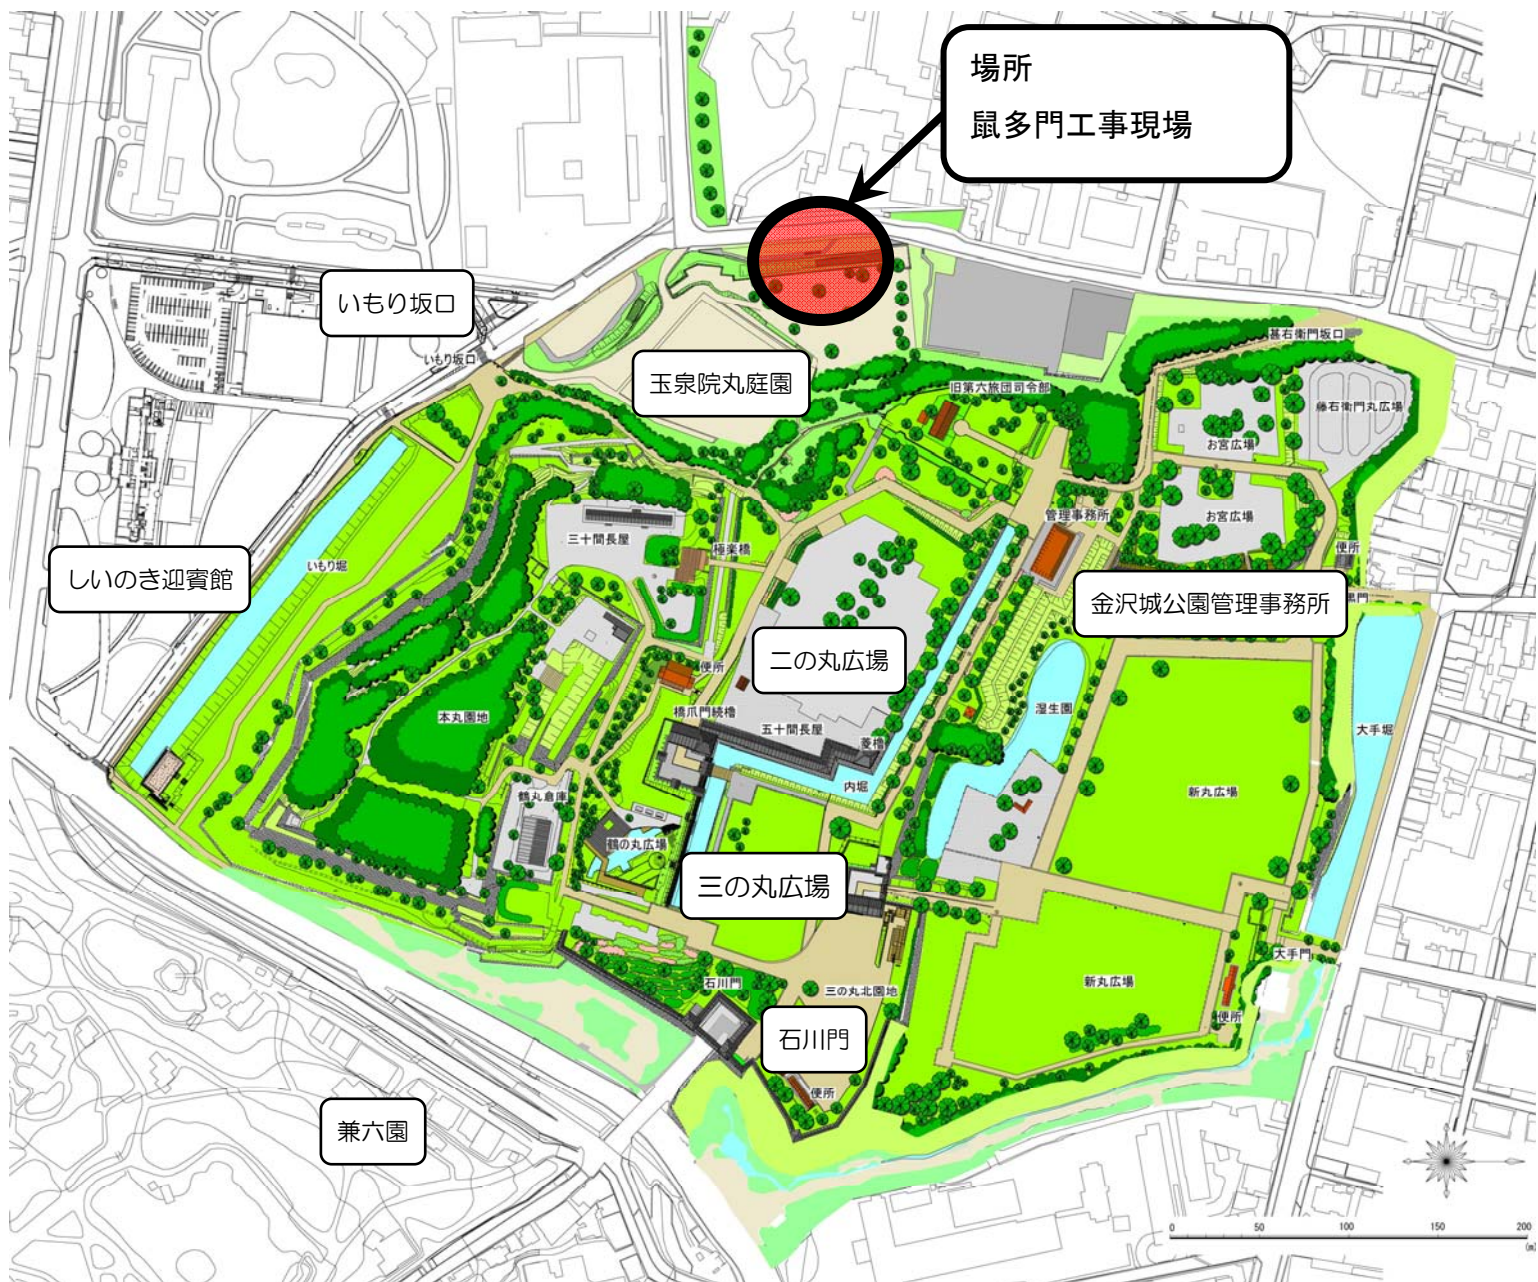 場所
鼠多門工事現場
いもり坂口
いもり坂口
玉泉院丸庭園
旧第六旅団司令部
甚右衛門坂口
藤右衛門丸広場
お宮広場
お宮広場
管理事務所
便所
金沢城公園管理事務所
黒門
三十間長屋
極楽橋
しいのき迎賓館
いもり堀
二の丸広場
便所
橋爪門続櫓
五十間長屋
菱櫓
湿生園
大手堀
本丸園地
内堀
新丸広場
鶴丸倉庫
鶴の丸広場
三の丸広場
大手門
石川門
三の丸北園地
新丸広場
便所
石川門
便所
兼六園
0 50 100 150 200
(m)